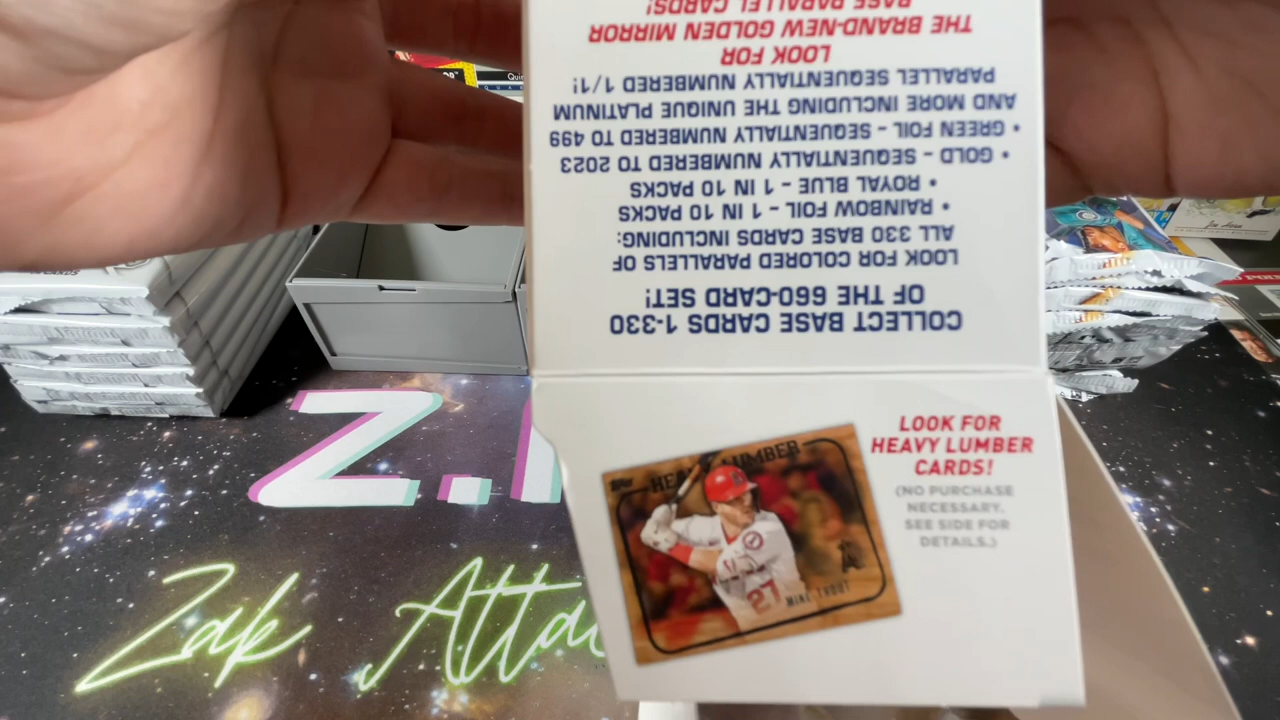 COLLECT BASE CARDS 1-330
OF THE 660-CARD SET!
LOOK FOR COLORED PARALLELS OF
ALL 330 BASE CARDS INCLUDING:
• RAINBOW FOIL - 1 IN 10 PACKS
• ROYAL BLUE - 1 IN 10 PACKS
• GOLD - SEQUENTIALLY NUMBERED TO 2023
• GREEN FOIL - SEQUENTIALLY NUMBERED TO 499
AND MORE INCLUDING THE UNIQUE PLATINUM
PARALLEL SEQUENTIALLY NUMBERED 1/1!
LOOK FOR
THE BRAND-NEW GOLDEN MIRROR
BASE PARALLEL CARDS!
LOOK FOR
HEAVY LUMBER
CARDS!
(NO PURCHASE
NECESSARY.
SEE SIDE FOR
DETAILS.)
topps
HEAVY LUMBER
27
MIKE TROUT
Z.
Zak Atta